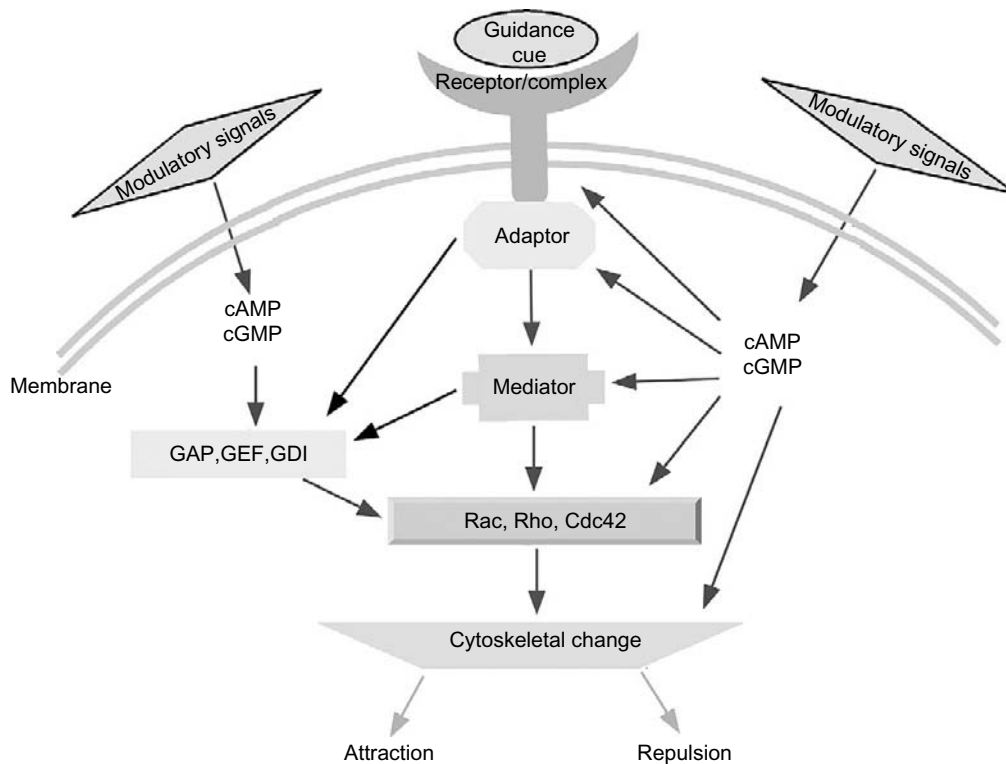 Guidance
cue
Receptor/complex
Modulatory signals
Modulatory signals
Adaptor
cAMP
cGMP
cAMP
cGMP
Membrane
Mediator
GAP,GEF,GDI
Rac, Rho, Cdc42
Cytoskeletal change
Attraction
Repulsion